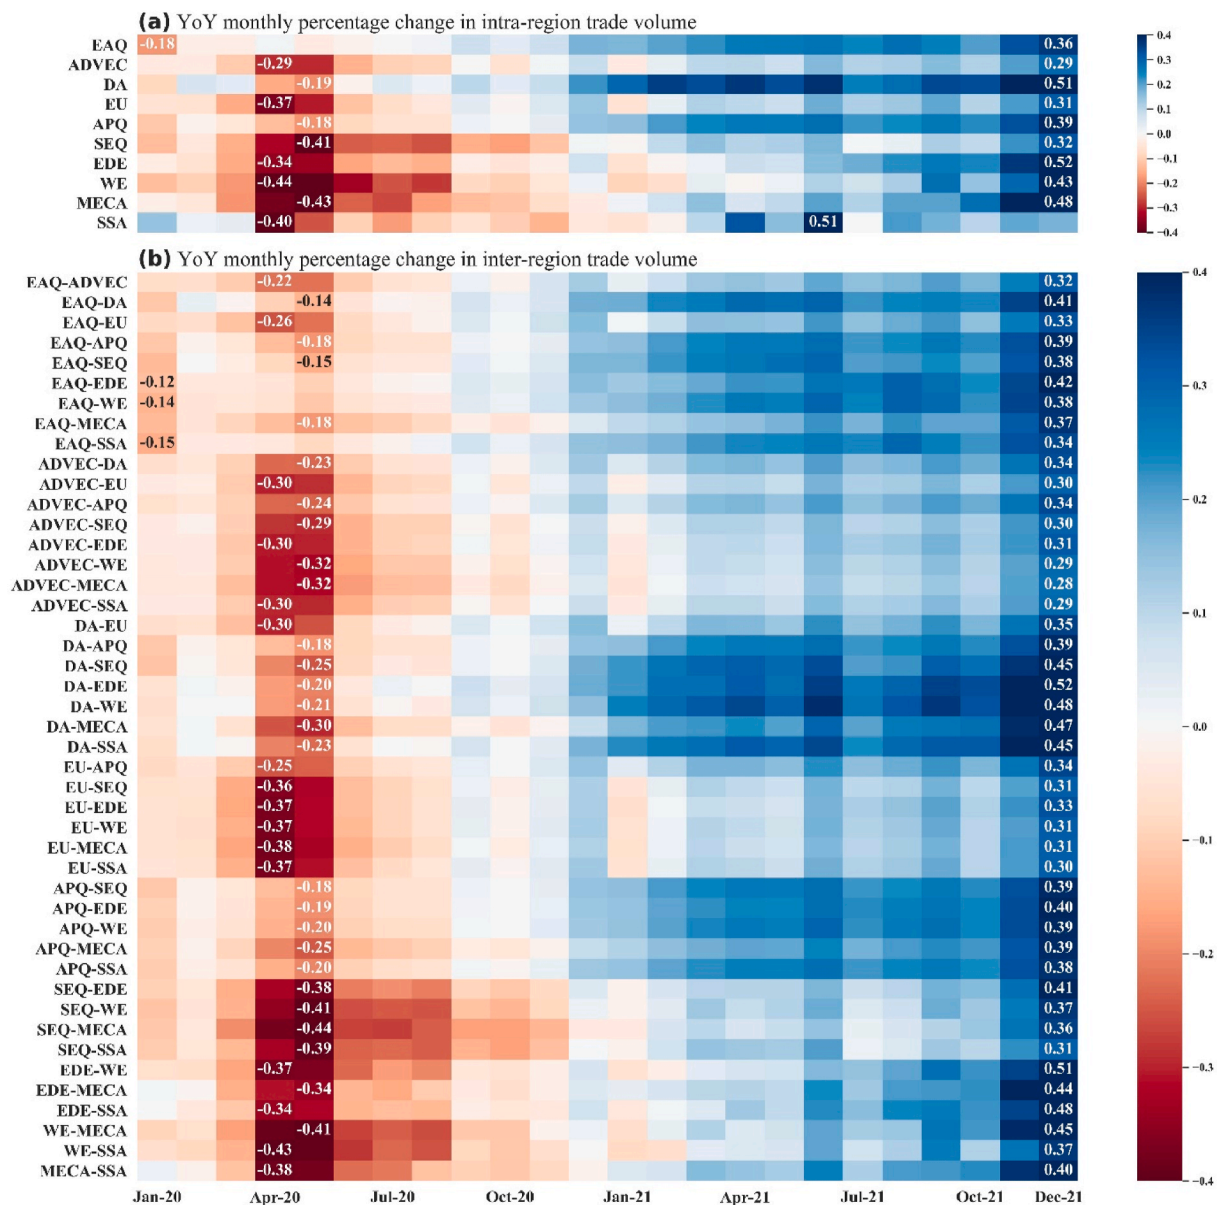 (a) YoY monthly percentage change in intra-region trade volume
EAQ -0.18 0.36
ADVEC -0.29 0.29
DA -0.19 0.51
EU -0.37 0.31
APQ -0.18 0.39
SEQ -0.41 0.32
EDE -0.34 0.52
WE -0.44 0.43
MECA -0.43 0.48
SSA -0.40 0.51
0.4
0.3
0.2
0.1
0.0
−0.1
−0.2
−0.3
−0.4
(b) YoY monthly percentage change in inter-region trade volume
EAQ-ADVEC -0.22 0.32
EAQ-DA -0.14 0.41
EAQ-EU -0.26 0.33
EAQ-APQ -0.18 0.39
EAQ-SEQ -0.15 0.38
EAQ-EDE -0.12 0.42
EAQ-WE -0.14 0.38
EAQ-MECA -0.18 0.37
EAQ-SSA -0.15 0.34
ADVEC-DA -0.23 0.34
ADVEC-EU -0.30 0.30
ADVEC-APQ -0.24 0.34
ADVEC-SEQ -0.29 0.30
ADVEC-EDE -0.30 0.31
ADVEC-WE -0.32 0.29
ADVEC-MECA -0.32 0.28
ADVEC-SSA -0.30 0.29
DA-EU -0.30 0.35
DA-APQ -0.18 0.39
DA-SEQ -0.25 0.45
DA-EDE -0.20 0.52
DA-WE -0.21 0.48
DA-MECA -0.30 0.47
DA-SSA -0.23 0.45
EU-APQ -0.25 0.34
EU-SEQ -0.36 0.31
EU-EDE -0.37 0.33
EU-WE -0.37 0.31
EU-MECA -0.38 0.31
EU-SSA -0.37 0.30
APQ-SEQ -0.18 0.39
APQ-EDE -0.19 0.40
APQ-WE -0.20 0.39
APQ-MECA -0.25 0.39
APQ-SSA -0.20 0.38
SEQ-EDE -0.38 0.41
SEQ-WE -0.41 0.37
SEQ-MECA -0.44 0.36
SEQ-SSA -0.39 0.31
EDE-WE -0.37 0.51
EDE-MECA -0.34 0.44
EDE-SSA -0.34 0.48
WE-MECA -0.41 0.45
WE-SSA -0.43 0.37
MECA-SSA -0.38 0.40
Jan-20 Apr-20 Jul-20 Oct-20 Jan-21 Apr-21 Jul-21 Oct-21 Dec-21
0.4
0.3
0.2
0.1
0.0
−0.1
−0.2
−0.3
−0.4